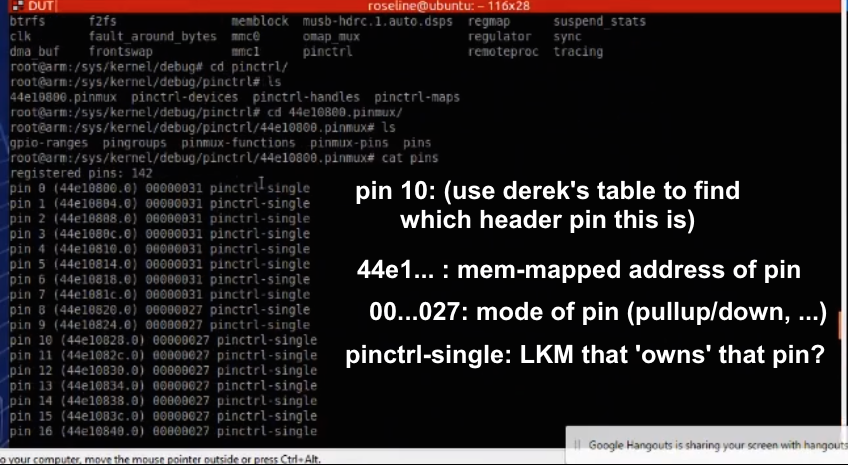 DUT
roseline@ubuntu: ~ 116x28
btrfs f2fs memblock musb-hdrc.1.auto.dsps regmap suspend_stats
clk fault_around_bytes mmc0 omap_mux regulator sync
dma_buf frontswap mmc1 pinctrl remoteproc tracing
root@arm:/sys/kernel/debug# cd pinctrl/
root@arm:/sys/kernel/debug/pinctrl# ls
44e10800.pinmux pinctrl-devices pinctrl-handles pinctrl-maps
root@arm:/sys/kernel/debug/pinctrl# cd 44e10800.pinmux/
root@arm:/sys/kernel/debug/pinctrl/44e10800.pinmux# ls
gpio-ranges pingroups pinmux-functions pinmux-pins pins
root@arm:/sys/kernel/debug/pinctrl/44e10800.pinmux# cat pins
registered pins: 142
pin 0 (44e10800.0) 00000031 pinctrl-single
pin 1 (44e10804.0) 00000031 pinctrl-single
pin 2 (44e10808.0) 00000031 pinctrl-single
pin 3 (44e1080c.0) 00000031 pinctrl-single
pin 4 (44e10810.0) 00000031 pinctrl-single
pin 5 (44e10814.0) 00000031 pinctrl-single
pin 6 (44e10818.0) 00000031 pinctrl-single
pin 7 (44e1081c.0) 00000031 pinctrl-single
pin 8 (44e10820.0) 00000027 pinctrl-single
pin 9 (44e10824.0) 00000027 pinctrl-single
pin 10 (44e10828.0) 00000027 pinctrl-single
pin 11 (44e1082c.0) 00000027 pinctrl-single
pin 12 (44e10830.0) 00000027 pinctrl-single
pin 13 (44e10834.0) 00000027 pinctrl-single
pin 14 (44e10838.0) 00000027 pinctrl-single
pin 15 (44e1083c.0) 00000027 pinctrl-single
pin 16 (44e10840.0) 00000027 pinctrl-single
pin 10: (use derek's table to find
which header pin this is)
44e1... : mem-mapped address of pin
00...027: mode of pin (pullup/down, ...)
pinctrl-single: LKM that 'owns' that pin?
Google Hangouts is sharing your screen with hangouts
o your computer, move the mouse pointer outside or press Ctrl+Alt.